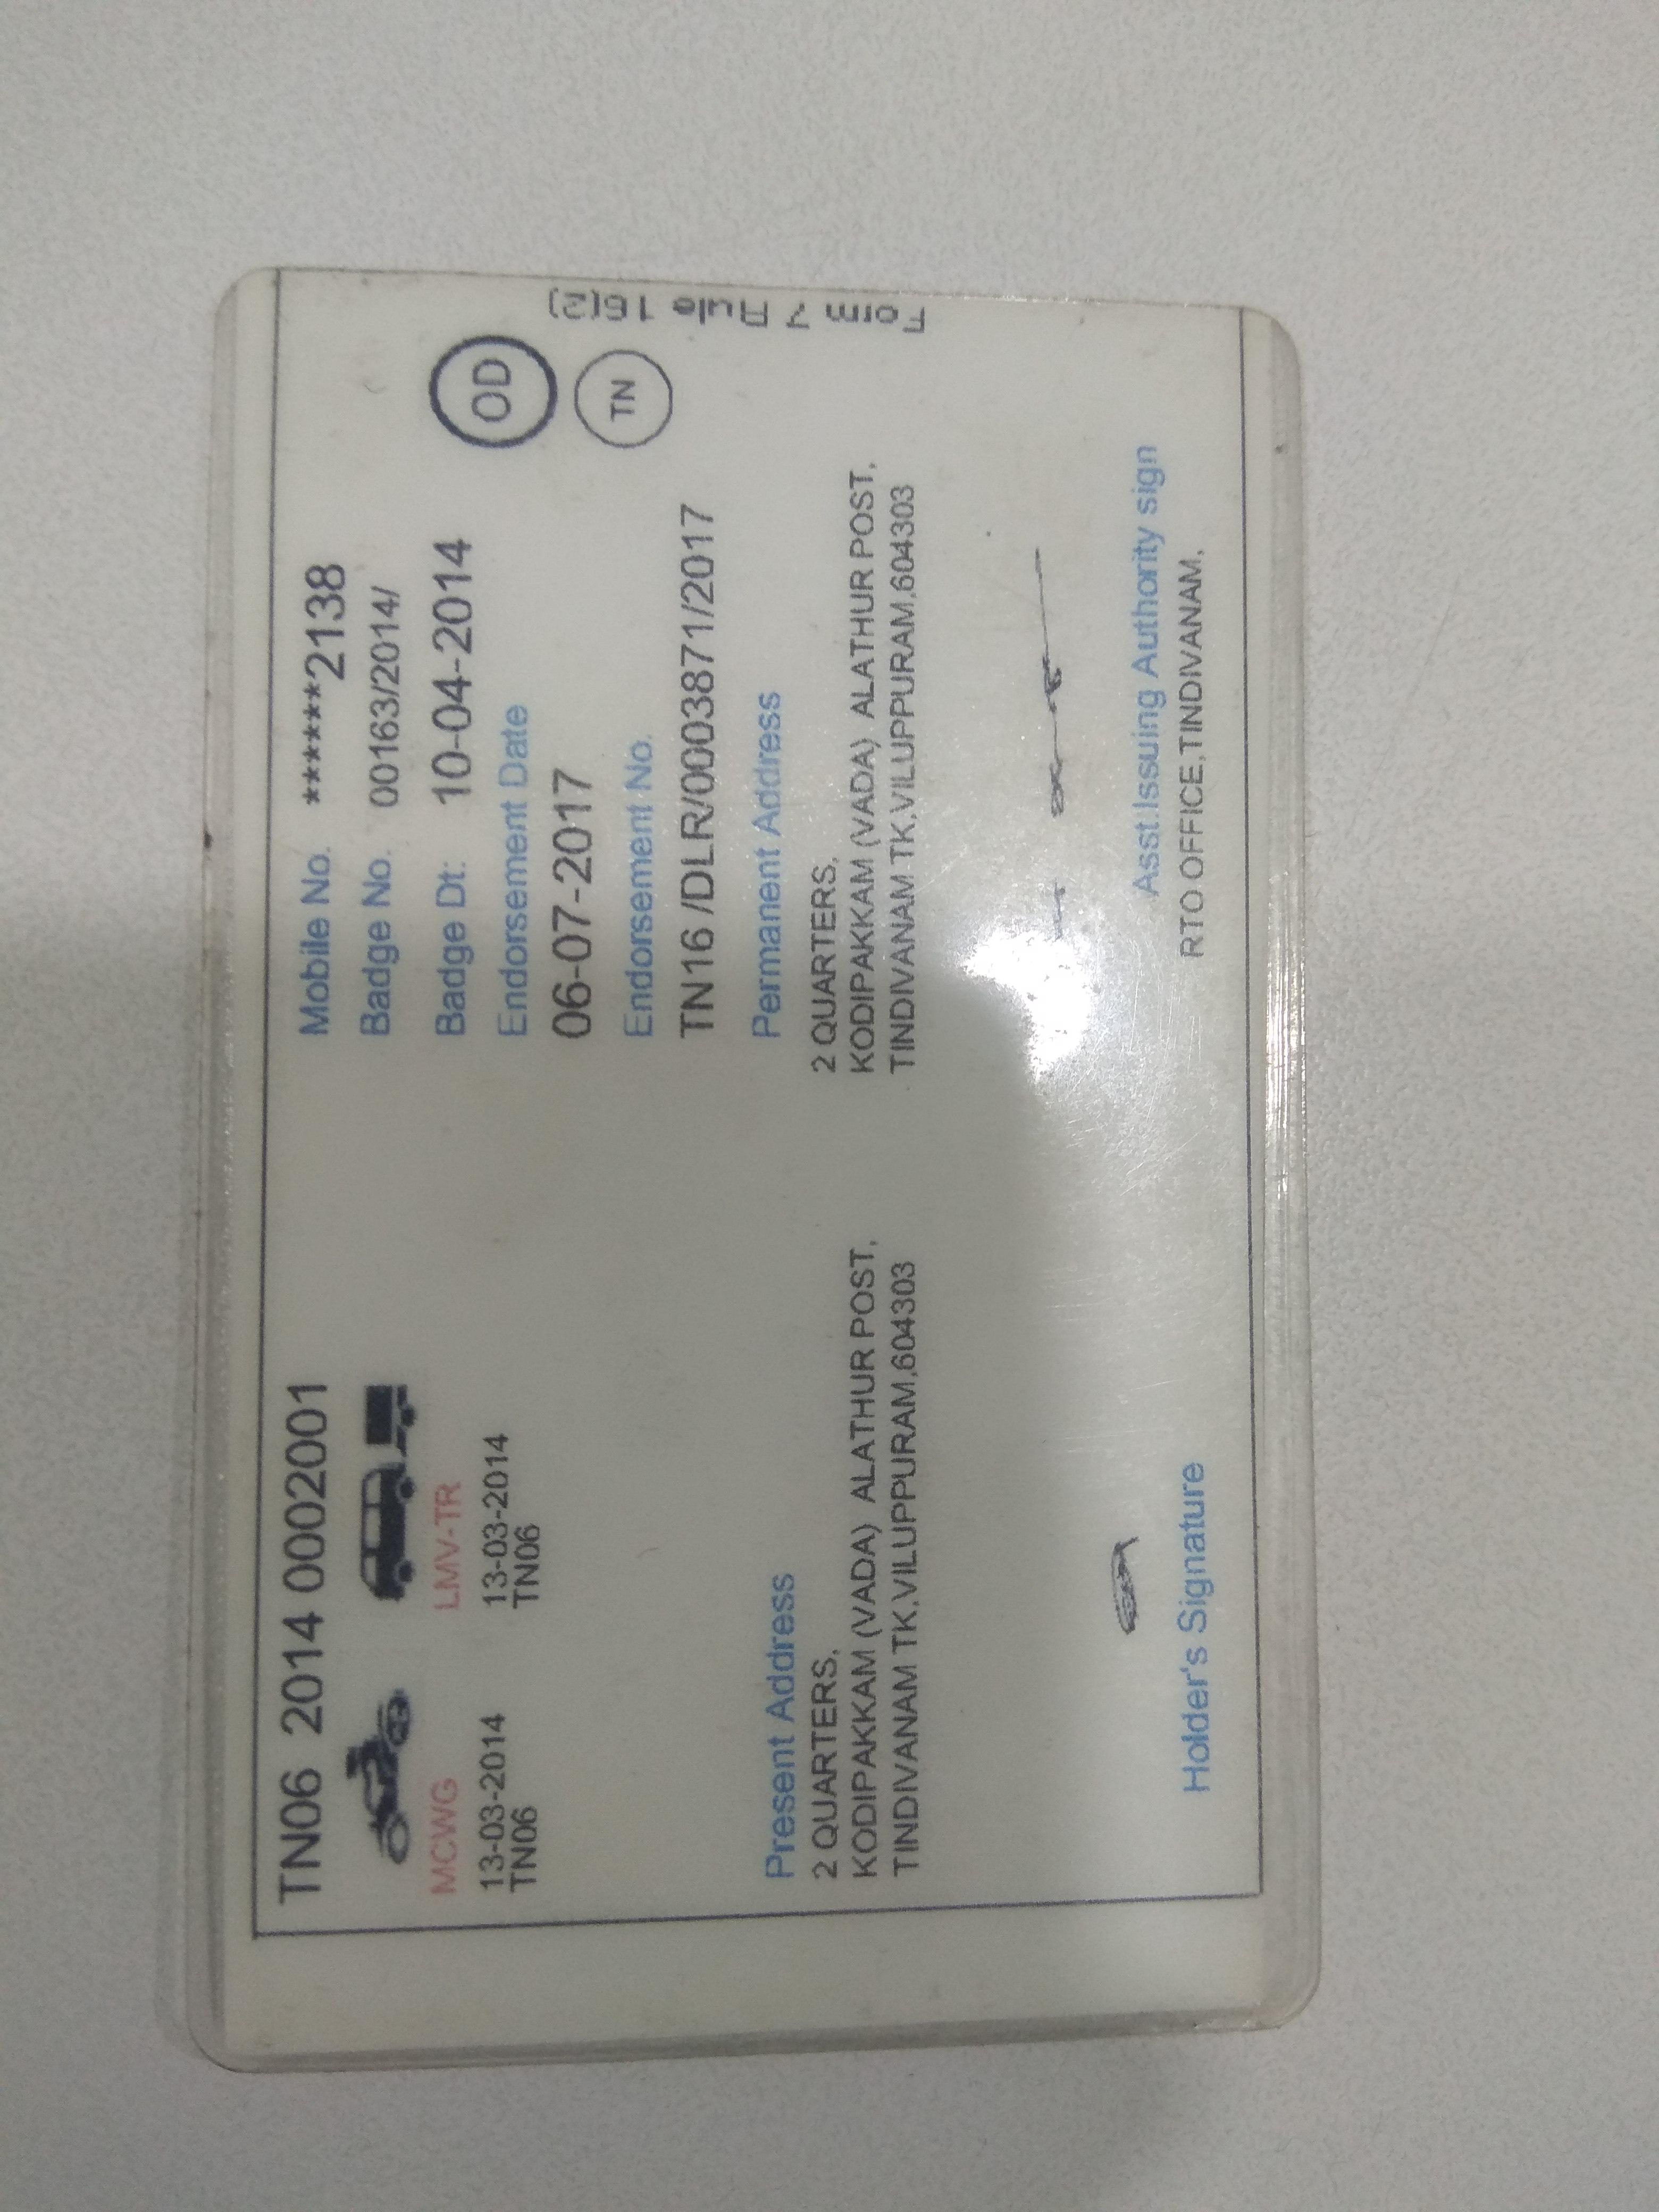 TN06 2014 0002001
MCWG
13-03-2014
TN06
LMV-TR
13-03-2014
TN06
Mobile No. ******2138
Badge No. 00163/2014/
Badge Dt: 10-04-2014
Endorsement Date
06-07-2017
Endorsement No.
TN16 /DLR/0003871/2017
OD
TN
Form 7 Rule 16(2)
Present Address
2 QUARTERS,
KODIPAKKAM (VADA) ALATHUR POST,
TINDIVANAM TK,VILUPPURAM,604303
Permanent Address
2 QUARTERS,
KODIPAKKAM (VADA) ALATHUR POST,
TINDIVANAM TK,VILUPPURAM,604303
Holder's Signature
Asst.Issuing Authority sign
RTO OFFICE,TINDIVANAM,